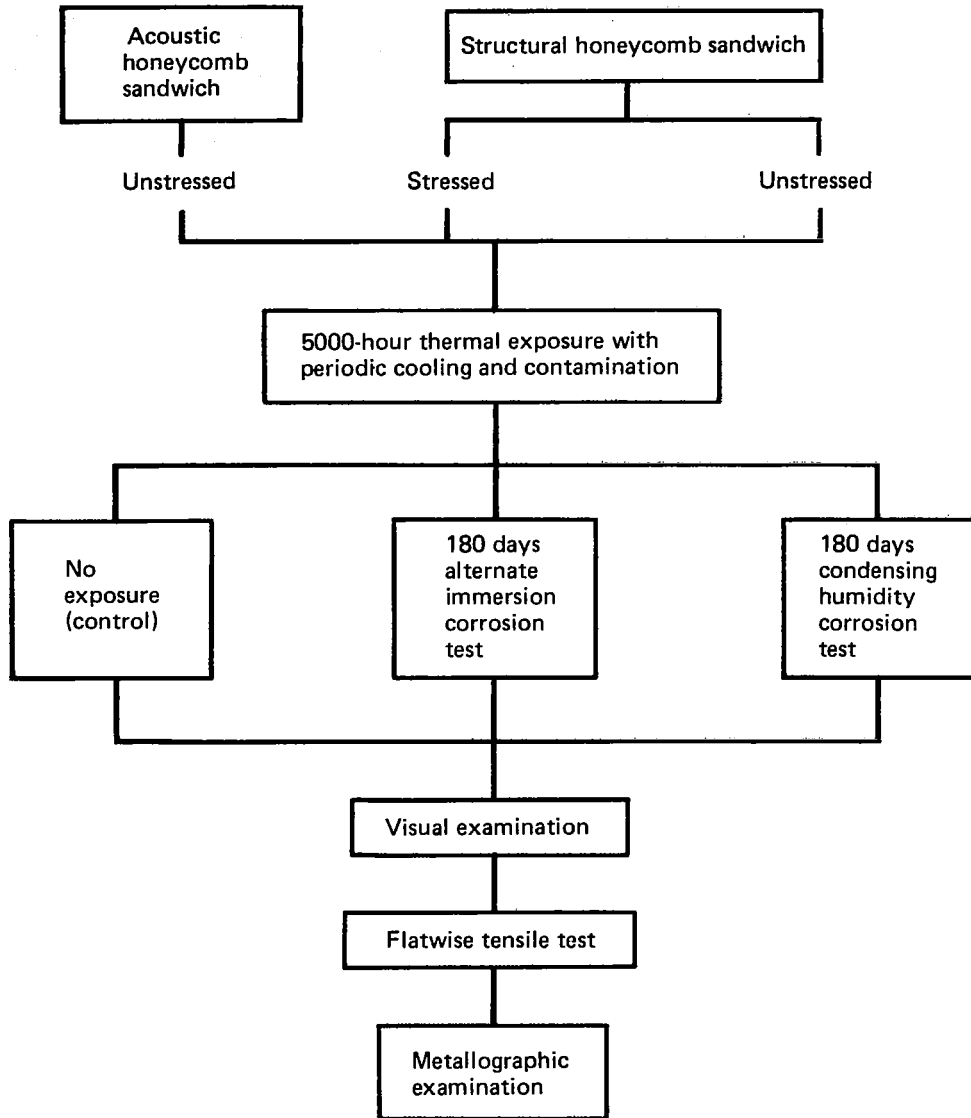 Acoustic
honeycomb
sandwich
Structural honeycomb sandwich
Unstressed
Stressed
Unstressed
5000-hour thermal exposure with
periodic cooling and contamination
No
exposure
(control)
180 days
alternate
immersion
corrosion
test
180 days
condensing
humidity
corrosion
test
Visual examination
Flatwise tensile test
Metallographic
examination